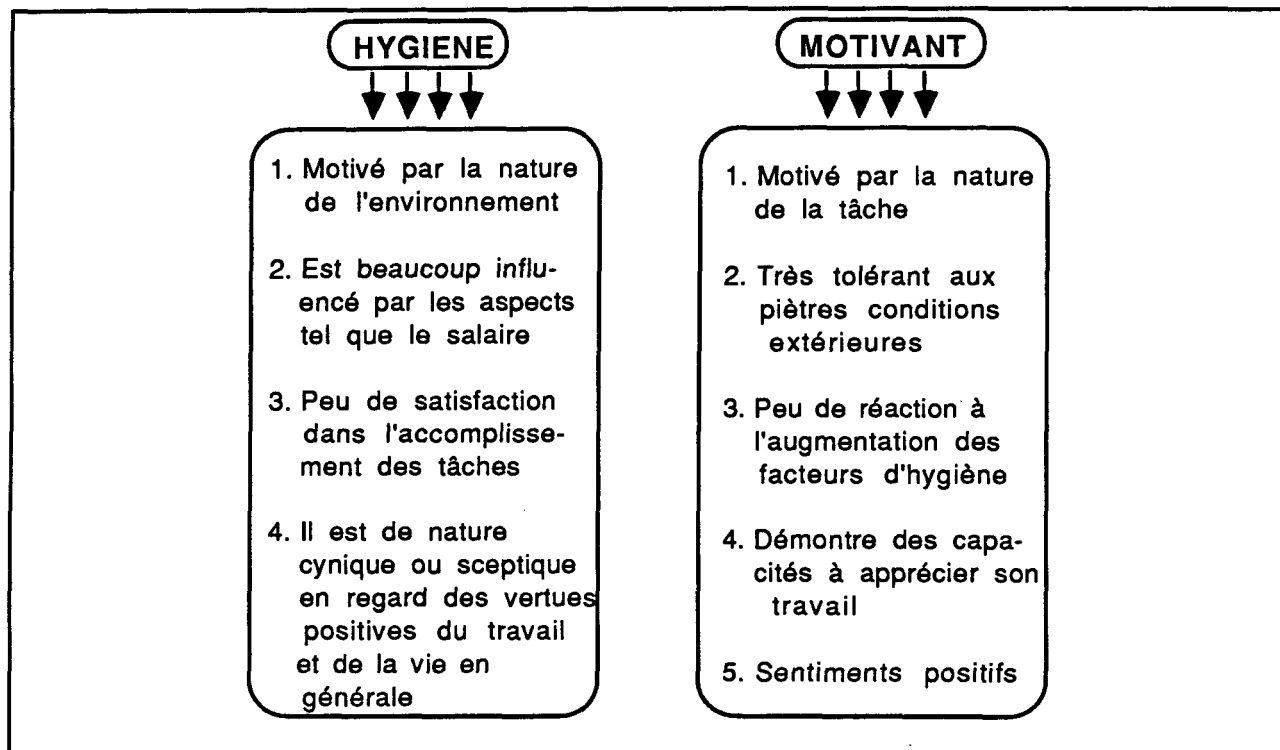 HYGIENE
1. Motivé par la nature
de l'environnement
2. Est beaucoup influ-
encé par les aspects
tel que le salaire
3. Peu de satisfaction
dans l'accomplisse-
ment des tâches
4. Il est de nature
cynique ou sceptique
en regard des vertues
positives du travail
et de la vie en
générale
MOTIVANT
1. Motivé par la nature
de la tâche
2. Très tolérant aux
piètres conditions
extérieures
3. Peu de réaction à
l'augmentation des
facteurs d'hygiène
4. Démontre des capa-
cités à apprécier son
travail
5. Sentiments positifs